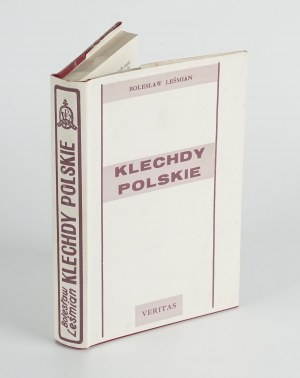 BOLESŁAW LEŚMIAN
KLECHDY
POLSKIE
VERITAS
Bolesław
Leśmian
KLECHDY POLSKIE